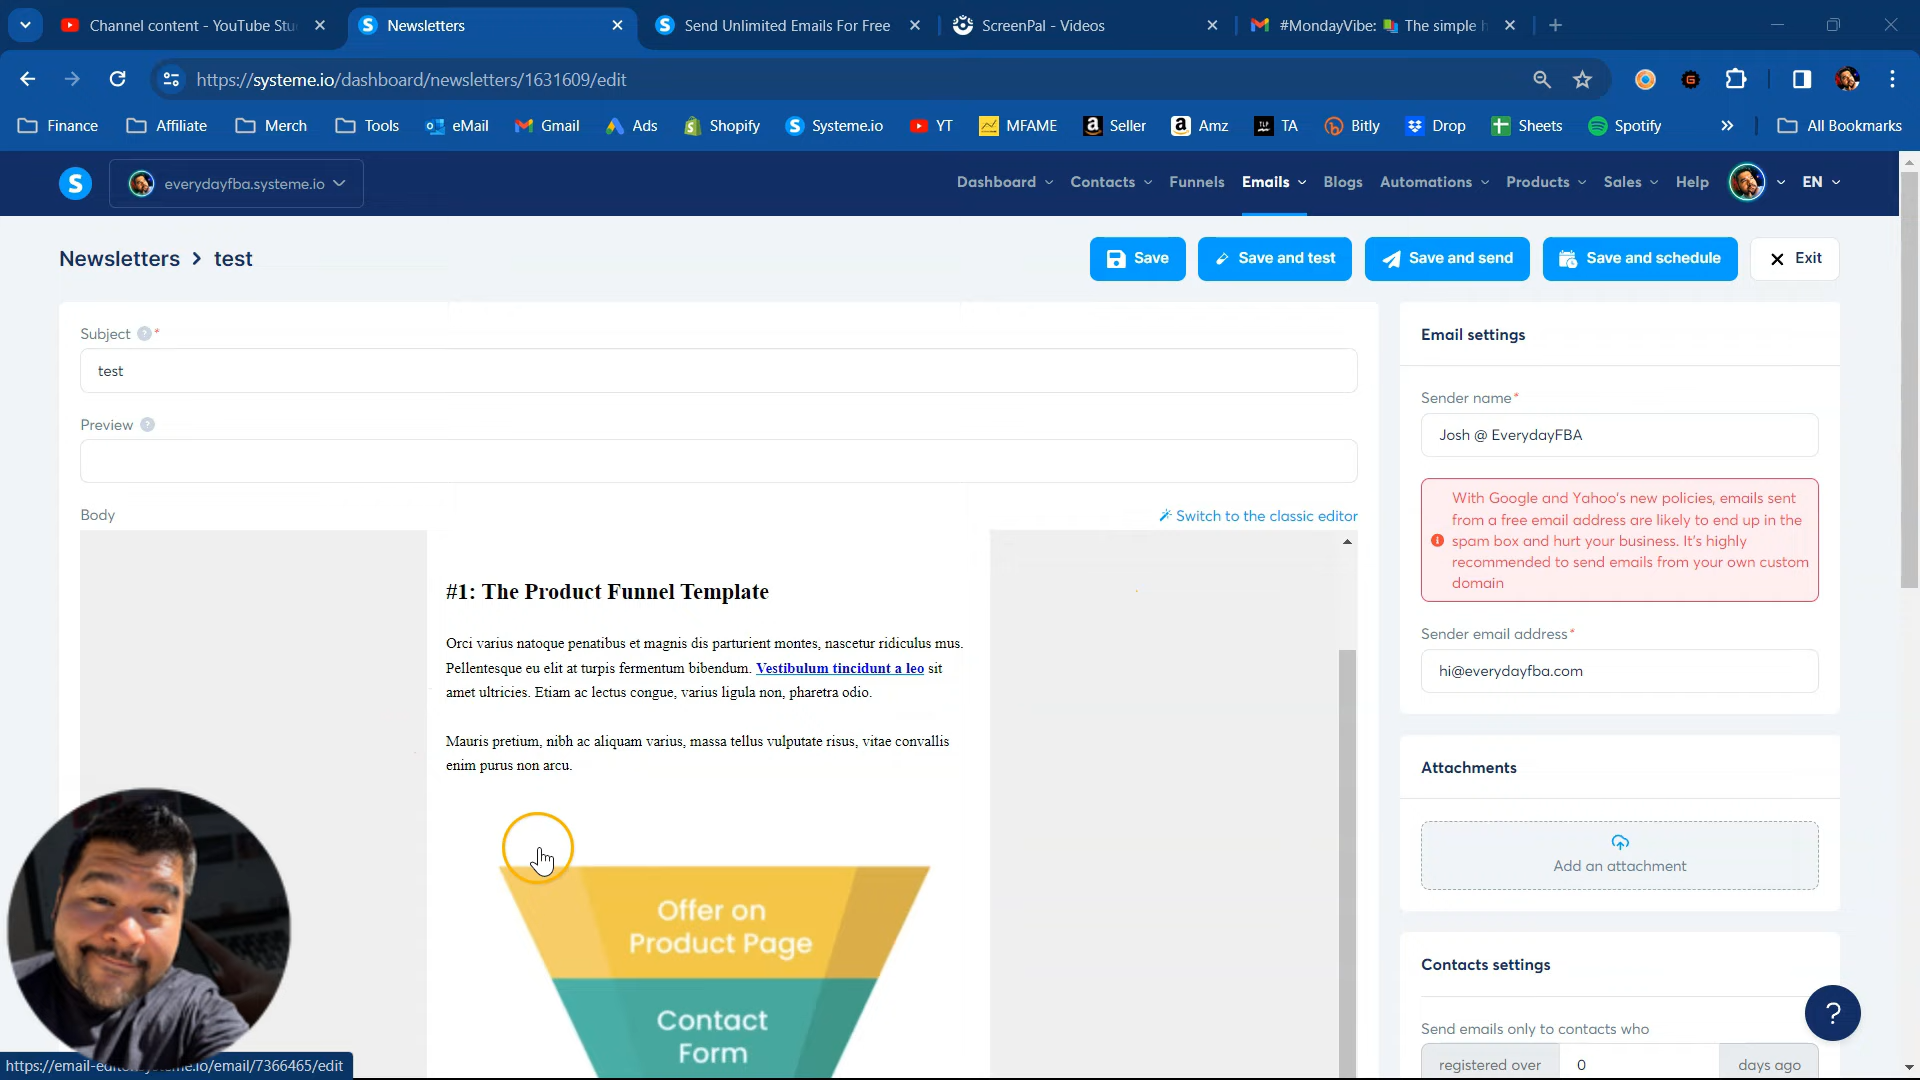 Channel content - YouTube Stu
Newsletters
Send Unlimited Emails For Free
ScreenPal - Videos
#MondayVibe: 📚 The simple h
https://systeme.io/dashboard/newsletters/1631609/edit
Finance
Affiliate
Merch
Tools
eMail
Gmail
Ads
Shopify
Systeme.io
YT
MFAME
Seller
Amz
TA
Bitly
Drop
Sheets
Spotify
All Bookmarks
everydayfba.systeme.io
Dashboard
Contacts
Funnels
Emails
Blogs
Automations
Products
Sales
Help
EN
Newsletters > test
Save
Save and test
Save and send
Save and schedule
Exit
Subject ? *
test
Preview ?
Body
Switch to the classic editor
#1: The Product Funnel Template
Orci varius natoque penatibus et magnis dis parturient montes, nascetur ridiculus mus.
Pellentesque eu elit at turpis fermentum bibendum. Vestibulum tincidunt a leo sit
amet ultricies. Etiam ac lectus congue, varius ligula non, pharetra odio.
Mauris pretium, nibh ac aliquam varius, massa tellus vulputate risus, vitae convallis
enim purus non arcu.
Offer on
Product Page
Contact
Form
Email settings
Sender name*
Josh @ EverydayFBA
With Google and Yahoo's new policies, emails sent
from a free email address are likely to end up in the
spam box and hurt your business. It's highly
recommended to send emails from your own custom
domain
Sender email address*
hi@everydayfba.com
Attachments
Add an attachment
Contacts settings
Send emails only to contacts who
registered over
0
days ago
?